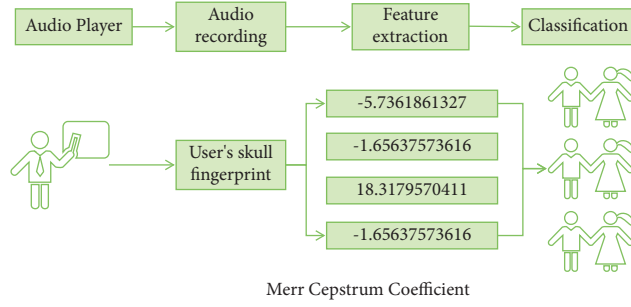 Audio Player
Audio
recording
Feature
extraction
Classification
User's skull
fingerprint
-5.7361861327
-1.65637573616
18.3179570411
-1.65637573616
Merr Cepstrum Coefficient